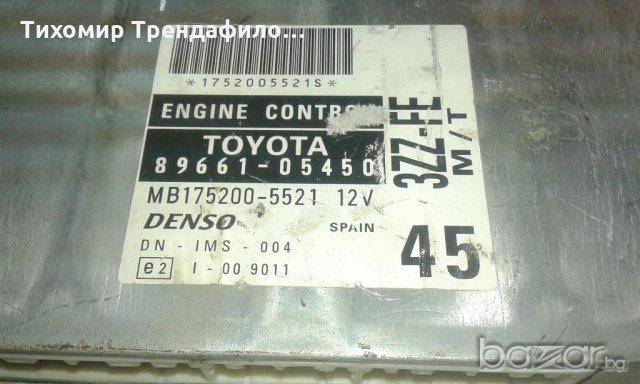 Тихомир Трендафило...
*1752005521S*
ENGINE CONTROL
TOYOTA
89661-05450
MB175200-5521 12V
DENSO SPAIN
DN - IMS - 004
e2 I - 00 9011
3ZZ-FE
M/T
45
bazar.bg